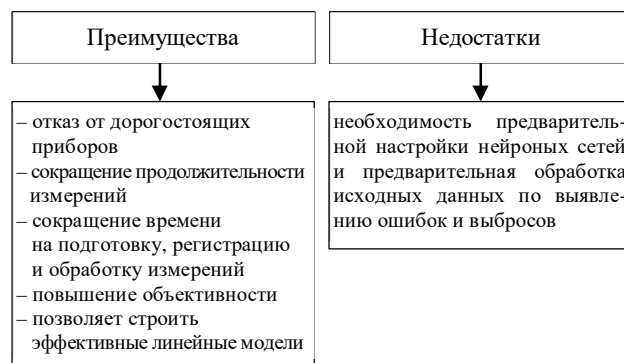 Преимущества
– отказ от дорогостоящих
приборов
– сокращение продолжительности
измерений
– сокращение времени
на подготовку, регистрацию
и обработку измерений
– повышение объективности
– позволяет строить
эффективные линейные модели
Недостатки
необходимость предваритель-
ной настройки нейроных сетей
и предварительная обработка
исходных данных по выявле-
нию ошибок и выбросов